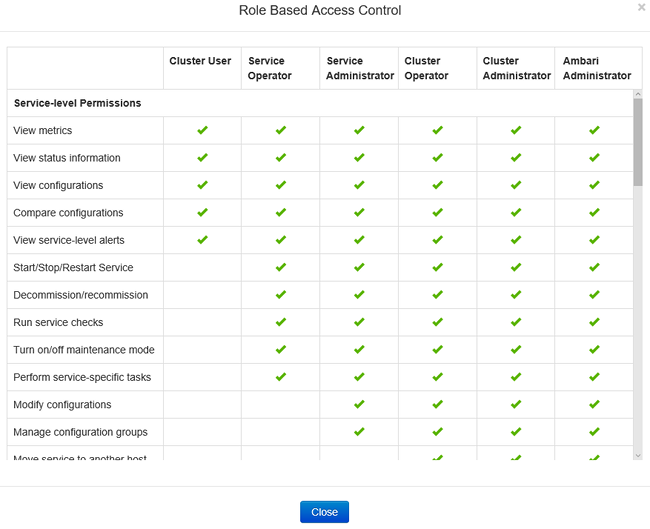 Role Based Access Control
×
Cluster User Service Operator Service Administrator Cluster Operator Cluster Administrator Ambari Administrator
Service-level Permissions
View metrics ✔ ✔ ✔ ✔ ✔ ✔
View status information ✔ ✔ ✔ ✔ ✔ ✔
View configurations ✔ ✔ ✔ ✔ ✔ ✔
Compare configurations ✔ ✔ ✔ ✔ ✔ ✔
View service-level alerts ✔ ✔ ✔ ✔ ✔ ✔
Start/Stop/Restart Service ✔ ✔ ✔ ✔ ✔
Decommission/recommission ✔ ✔ ✔ ✔ ✔
Run service checks ✔ ✔ ✔ ✔ ✔
Turn on/off maintenance mode ✔ ✔ ✔ ✔ ✔
Perform service-specific tasks ✔ ✔ ✔ ✔ ✔
Modify configurations ✔ ✔ ✔ ✔
Manage configuration groups ✔ ✔ ✔ ✔
Move service to another host ✔ ✔ ✔
Close